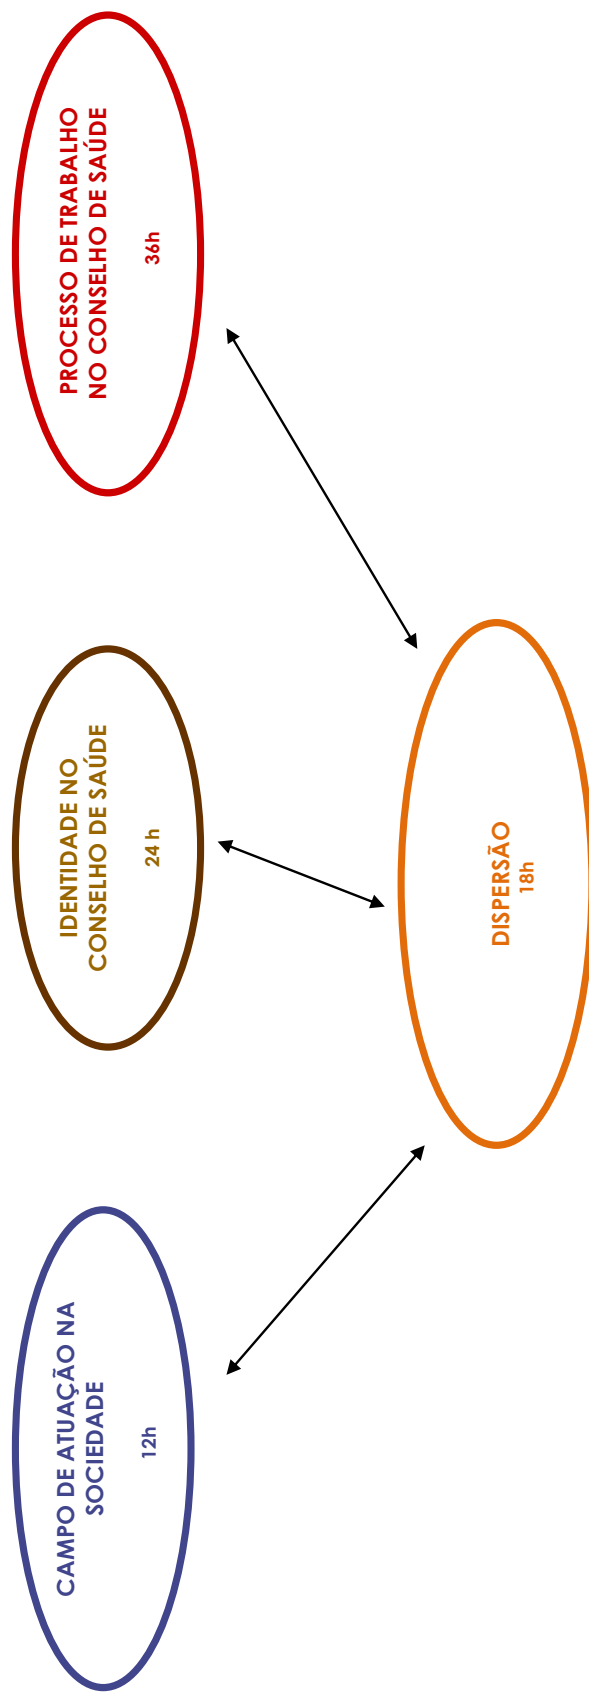 CAMPO DE ATUAÇÃO NA
SOCIEDADE
12h
IDENTIDADE NO
CONSELHO DE SAÚDE
24 h
PROCESSO DE TRABALHO
NO CONSELHO DE SAÚDE
36h
DISPERSÃO
18h